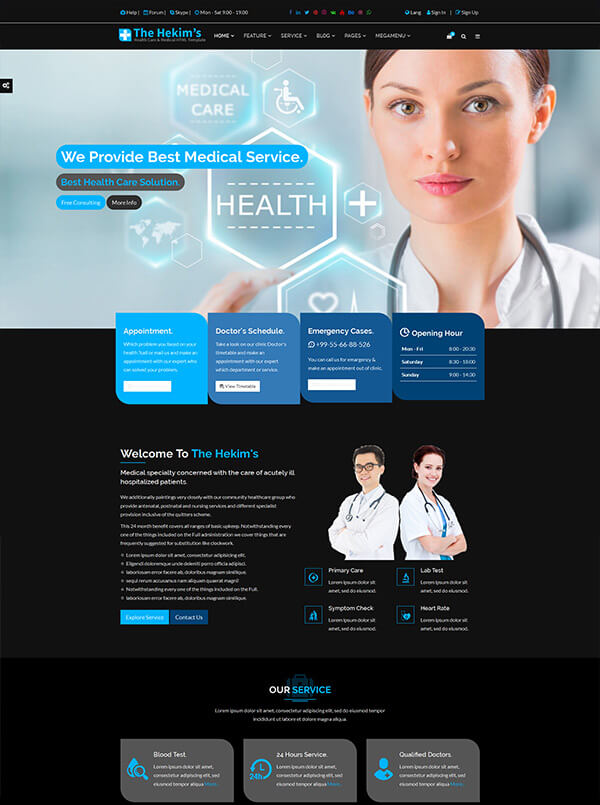 Help | Forum | Skype | Mon - Sat 9.00 - 19.00
Lang Sign In | Sign Up
The Hekim's
Health Care & Medical HTML Template
HOME FEATURE SERVICE BLOG PAGES MEGAMENU
MEDICAL
CARE
We Provide Best Medical Service.
Best Health Care Solution.
Free Consulting More Info
HEALTH
Appointment.
Which problem you faced on your
health ?call or mail us and make an
appointment with our expert who
can solved your problem.
Doctor's Schedule.
Take a look on our clinic Doctor's
timetable and make an
appointment with our expert
which department or service.
View Timetable
Emergency Cases.
+99-55-66-88-526
You can call us for emergency &
make an appointment out of clinic.
Opening Hour
Mon - Fri 8:00 - 20:30
Saturday 8:30 - 18:00
Sunday 9:00 - 14:30
Welcome To The Hekim's
Medical specialty concerned with the care of acutely ill
hospitalized patients.
We additionally paintings very closely with our community healthcare group who
provide antenatal, postnatal and nursing services and different specialist
provision inclusive of the quitters scheme.
This 24 month benefit covers all ranges of basic upkeep. Notwithstanding every
one of the things included on the Full administration we cover things that are
frequently suggested for substitution like clockwork.
Lorem ipsum dolor sit amet, consectetur adipisicing elit.
Eligendi doloremque unde deleniti porro officia adipisci.
laboriosam error facere ab, doloribus magnam similique.
sequi rerum accusamus nam aliquam quaerat magni!
Notwithstanding every one of the things included on the Full.
laboriosam error facere ab, doloribus magnam similique.
Explore Service Contact Us
Primary Care
Lorem ipsum dolor sit
amet, sed do eiusmod.
Lab Test
Lorem ipsum dolor sit
amet, sed do eiusmod.
Symptom Check
Lorem ipsum dolor sit
amet, sed do eiusmod.
Heart Rate
Lorem ipsum dolor sit
amet, sed do eiusmod.
OUR SERVICE
Lorem ipsum dolor sit amet, consectetur adipisicing elit, sed do eiusmod tempor
incididunt ut labore et dolore magna aliqua.
Blood Test.
Lorem ipsum dolor sit amet,
consectetur adipisicing elit, sed
do eiusmod tempor aliqua More..
24h
24 Hours Service.
Lorem ipsum dolor sit amet,
consectetur adipisicing elit, sed
do eiusmod tempor aliqua More..
Qualified Doctors.
Lorem ipsum dolor sit amet,
consectetur adipisicing elit, sed
do eiusmod tempor aliqua More..